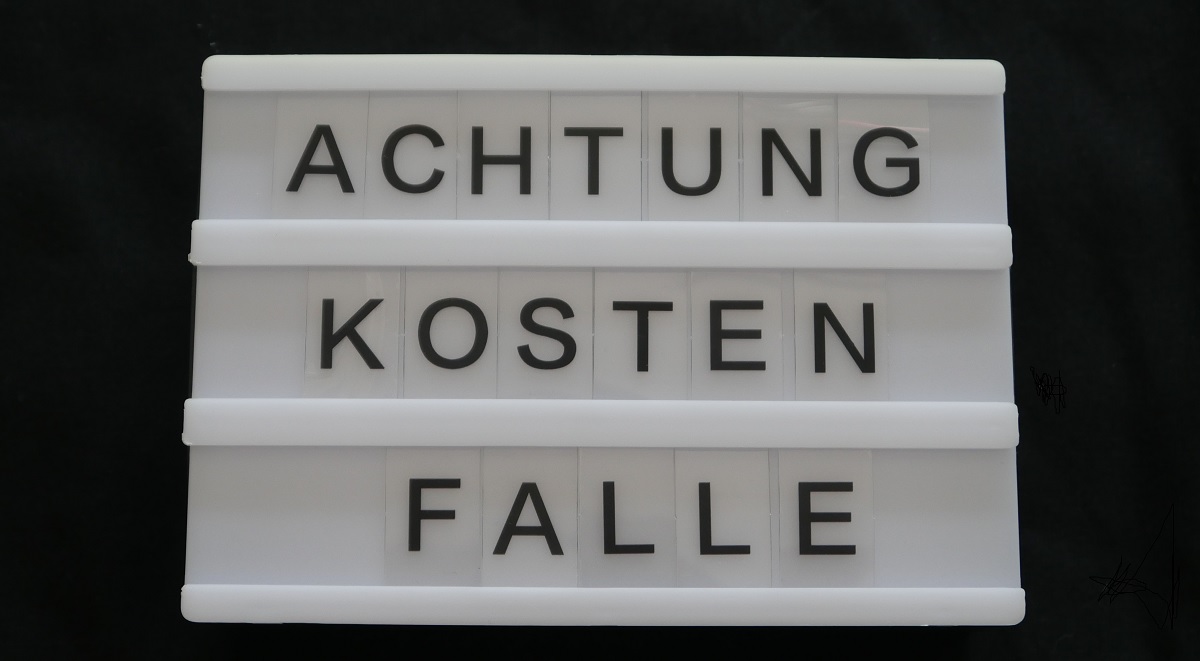 ACHTUNG
KOSTEN
FALLE